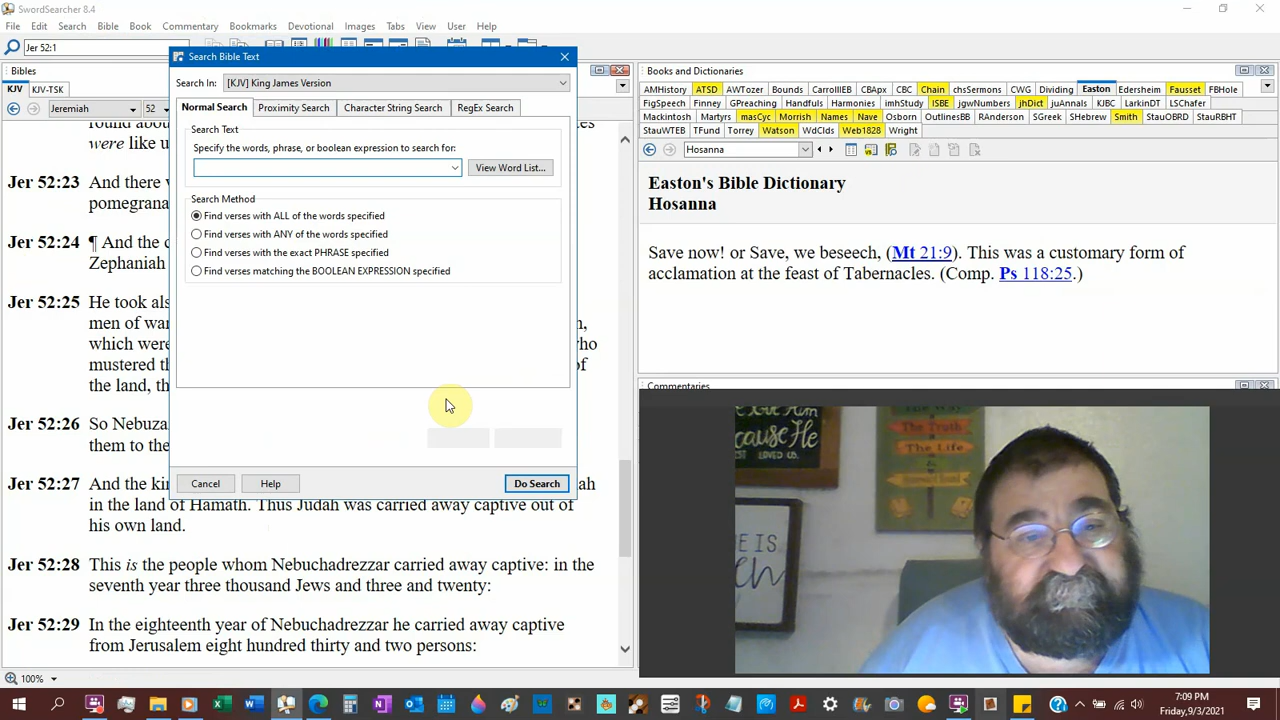 SwordSearcher 8.4
File Edit Search Bible Book Commentary Bookmarks Devotional Images Tabs View User Help
Jer 52:1
Bibles
KJV KJV-TSK
Jeremiah 52
round about
were like u
Jer 52:23 And there
pomegrana
Jer 52:24 ¶ And the c
Zephaniah
Jer 52:25 He took als
men of war
which were
mustered th
the land, th
Jer 52:26 So Nebuza
them to the
Jer 52:27 And the kin
in the land of Hamath. Thus Judah was carried away captive out of
his own land.
Jer 52:28 This is the people whom Nebuchadrezzar carried away captive: in the
seventh year three thousand Jews and three and twenty:
Jer 52:29 In the eighteenth year of Nebuchadrezzar he carried away captive
from Jerusalem eight hundred thirty and two persons:
100%
Search Bible Text
Search In: [KJV] King James Version
Normal Search Proximity Search Character String Search RegEx Search
Search Text
Specify the words, phrase, or boolean expression to search for:
View Word List...
Search Method
Find verses with ALL of the words specified
Find verses with ANY of the words specified
Find verses with the exact PHRASE specified
Find verses matching the BOOLEAN EXPRESSION specified
Cancel Help Do Search
Books and Dictionaries
AMHistory ATSD AWTozer Bounds CarrollIEB CBApx CBC Chain chsSermons CWC Dividing Easton Edersheim Fausset FBHole
FigSpeech Finney GPreaching Handfuls Harmonies imhStudy ISBE jgwNumbers jhDict juAnnals KJBC LarkinDT LSChafer
Mackintosh Martyrs masCyc Morrish Names Nave Osborn OutlinesBB RAnderson SGreek SHebrew Smith StauOBRD StauRBHT
StauWTEB TFund Torrey Watson WdClds Web1828 Wright
Hosanna
Easton's Bible Dictionary
Hosanna
Save now! or Save, we beseech, (Mt 21:9). This was a customary form of
acclamation at the feast of Tabernacles. (Comp. Ps 118:25.)
Commentaries
Because He
The Truth
The Life
7:09 PM
Friday,9/3/2021